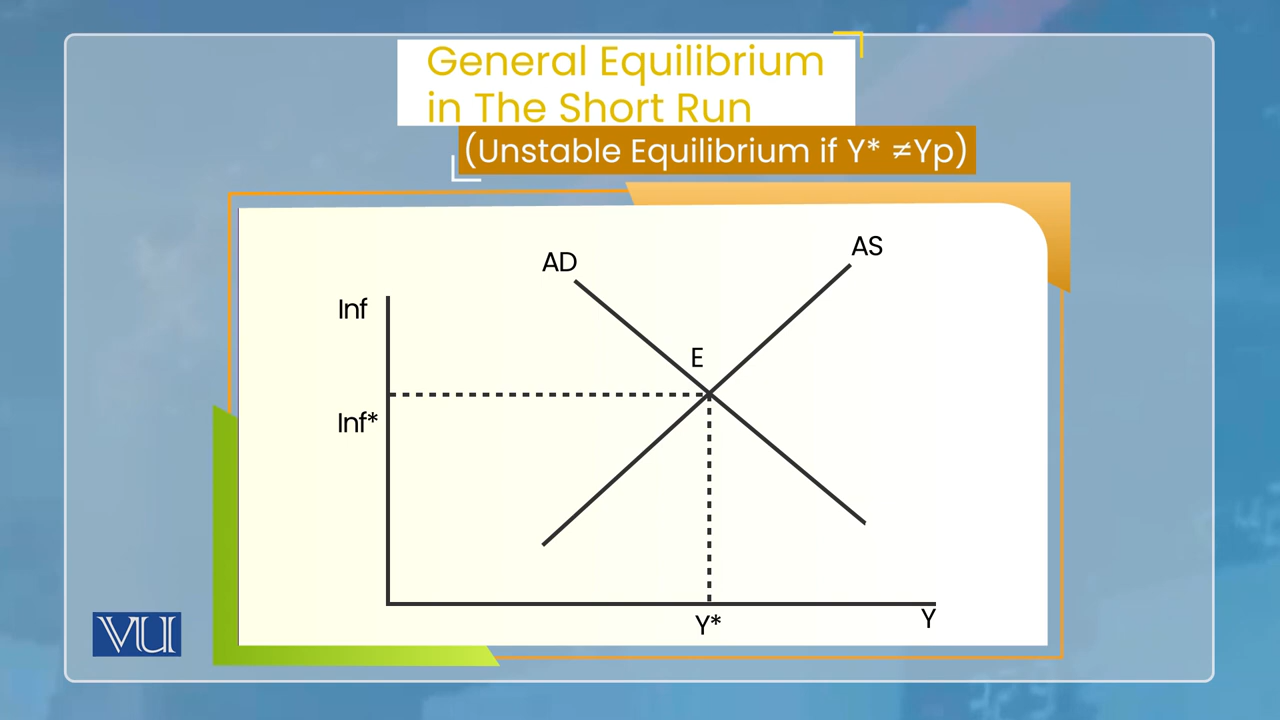 General Equilibrium
in The Short Run
(Unstable Equilibrium if Y* ≠Yp)
AD
AS
Inf
E
Inf*
Y*
Y
VU